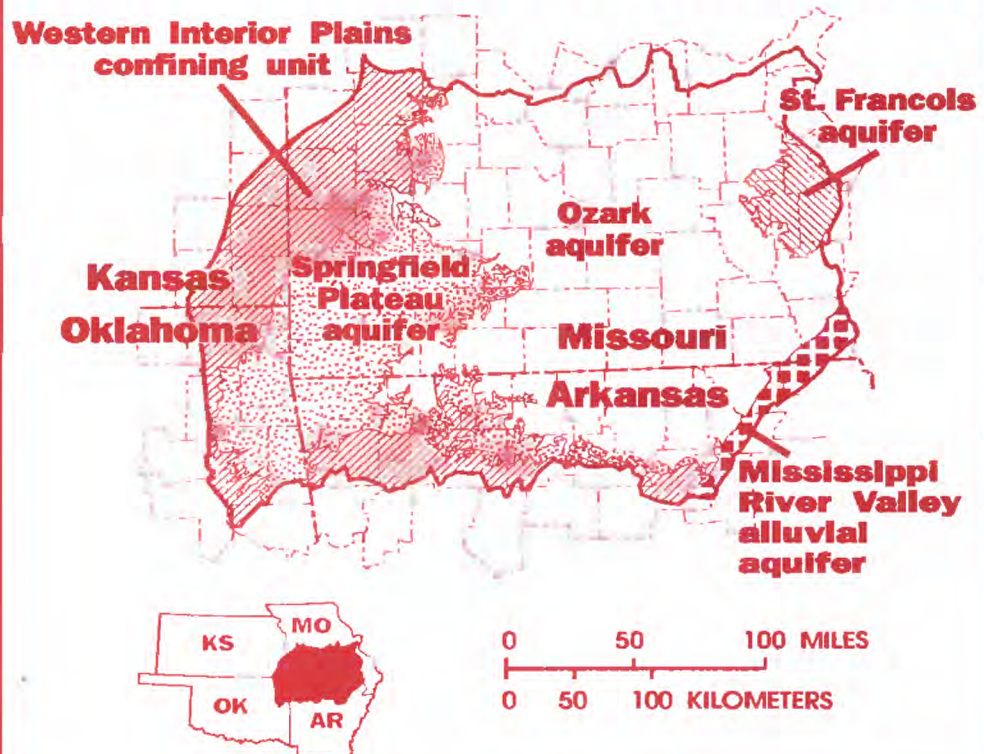 Western Interior Plains
confining unit
St. Francois
aquifer
Ozark
aquifer
Kansas
Springfield
Plateau
aquifer
Oklahoma
Missouri
Arkansas
Mississippi
River Valley
alluvial
aquifer
KS
MO
OK
AR
0 50 100 MILES
0 50 100 KILOMETERS